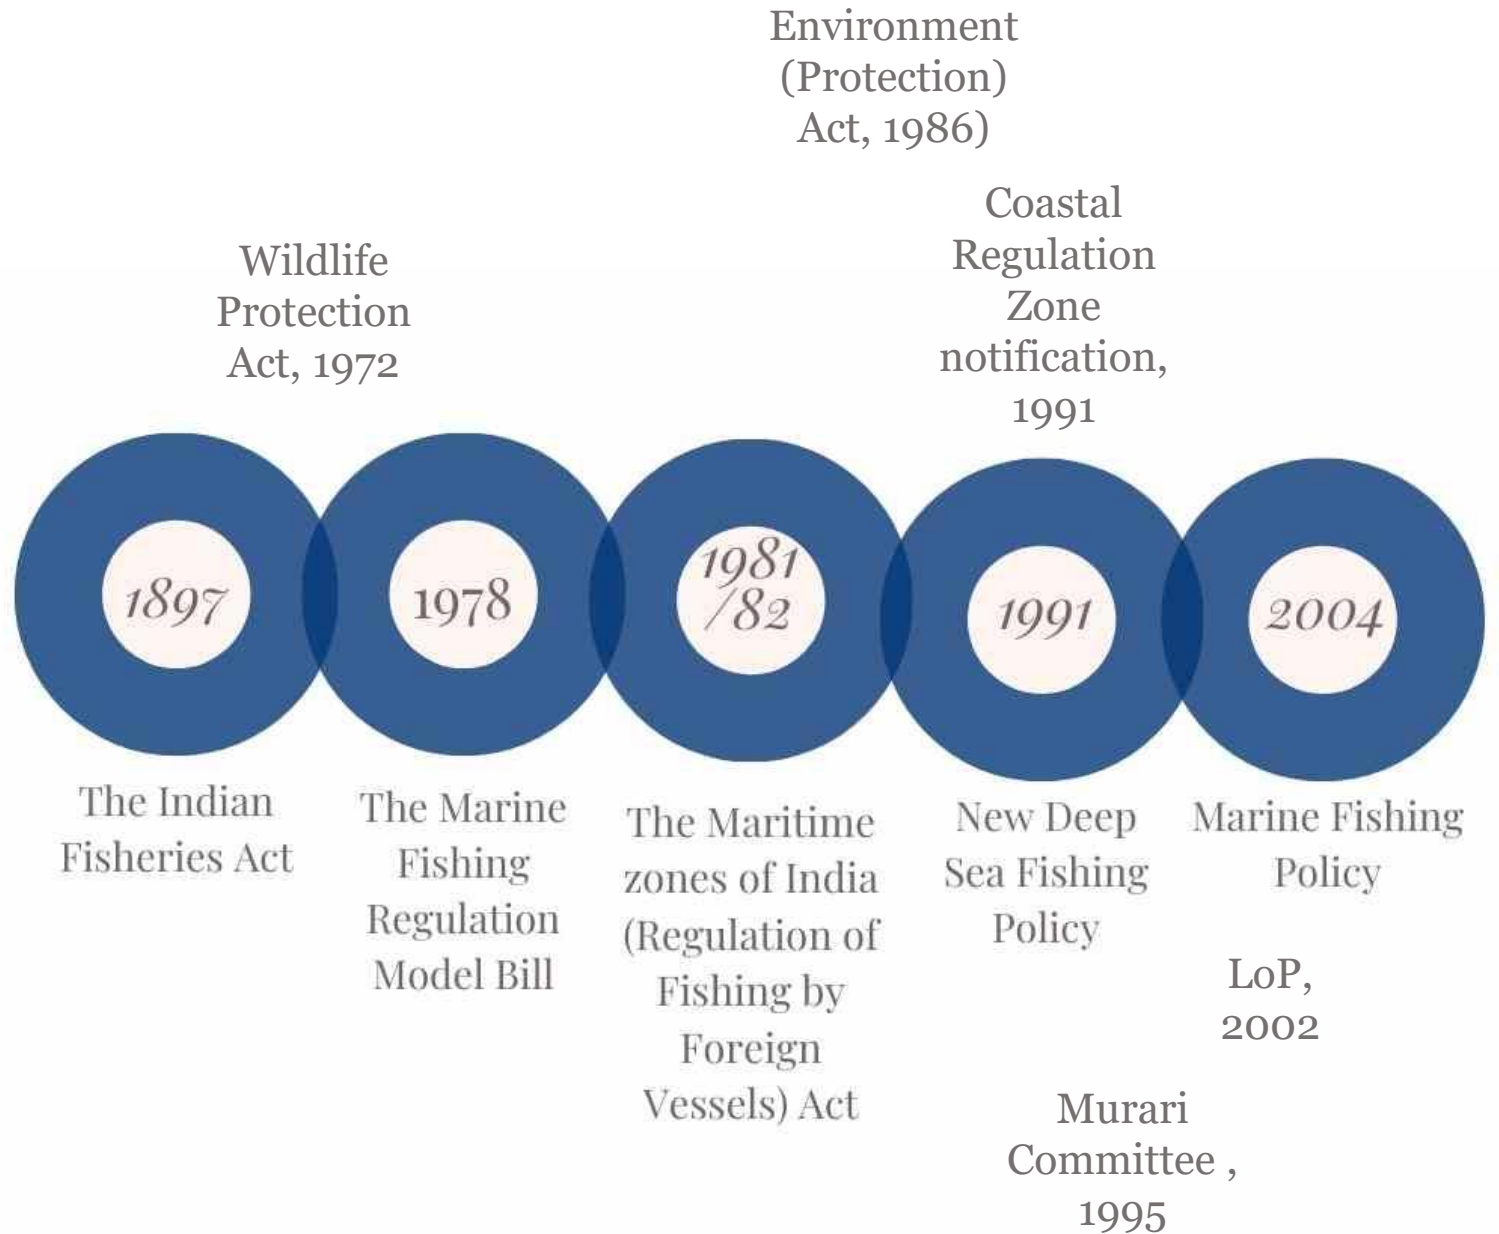 Environment
(Protection)
Act, 1986)
Coastal
Regulation
Zone
notification,
1991
Wildlife
Protection
Act, 1972
1897
1978
1981
/82
1991
2004
The Indian
Fisheries Act
The Marine
Fishing
Regulation
Model Bill
The Maritime
zones of India
(Regulation of
Fishing by
Foreign
Vessels) Act
New Deep
Sea Fishing
Policy
Marine Fishing
Policy
LoP,
2002
Murari
Committee ,
1995